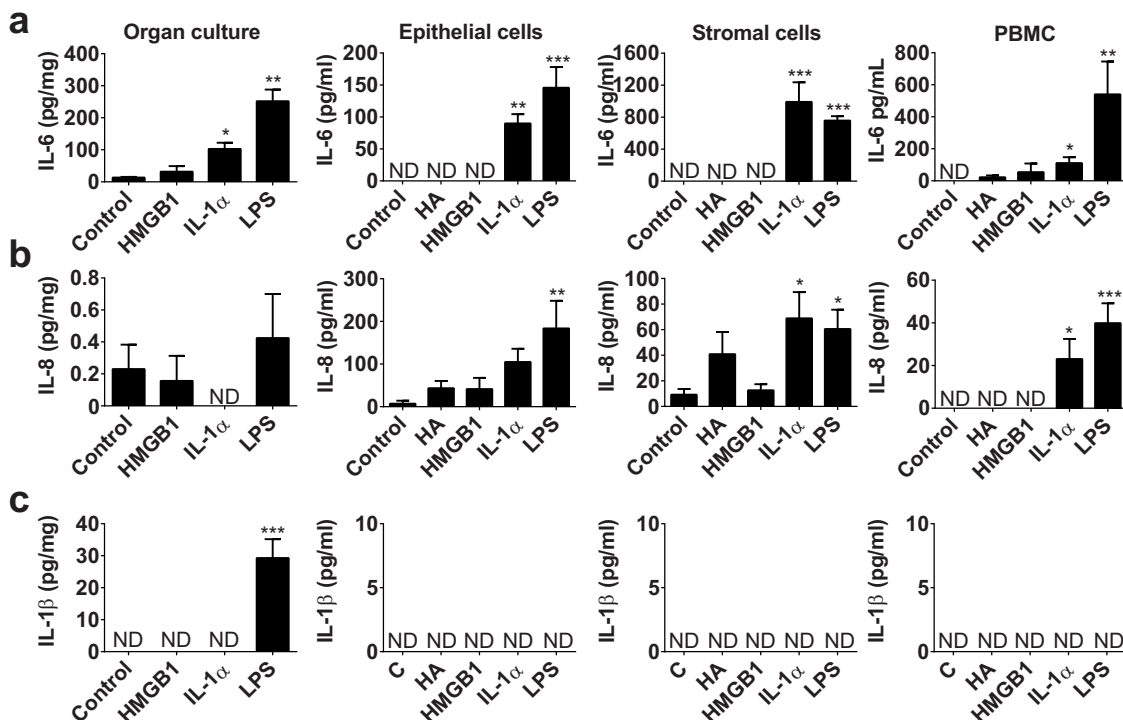 a
Organ culture
Epithelial cells
Stromal cells
PBMC
IL-6 (pg/mg)
400
300
200
100
0
*
**
Control
HMGB1
IL-1α
LPS
IL-6 (pg/ml)
200
150
100
50
0
ND ND ND
**
***
Control
HA
HMGB1
IL-1α
LPS
IL-6 (pg/ml)
1600
1200
800
400
0
ND ND ND
***
***
Control
HA
HMGB1
IL-1α
LPS
IL-6 pg/mL
800
600
400
200
0
ND
*
**
Control
HA
HMGB1
IL-1α
LPS
b
IL-8 (pg/mg)
0.8
0.6
0.4
0.2
0
ND
Control
HMGB1
IL-1α
LPS
IL-8 (pg/ml)
300
200
100
0
**
Control
HA
HMGB1
IL-1α
LPS
IL-8 (pg/ml)
100
80
60
40
20
0
*
*
Control
HA
HMGB1
IL-1α
LPS
IL-8 (pg/ml)
60
40
20
0
ND ND ND
*
***
Control
HA
HMGB1
IL-1α
LPS
c
IL-1β (pg/mg)
40
30
20
10
0
ND ND ND
***
Control
HMGB1
IL-1α
LPS
IL-1β (pg/ml)
10
5
0
ND ND ND ND ND
C
HA
HMGB1
IL-1α
LPS
IL-1β (pg/ml)
10
5
0
ND ND ND ND ND
C
HA
HMGB1
IL-1α
LPS
IL-1β (pg/ml)
10
5
0
ND ND ND ND ND
C
HA
HMGB1
IL-1α
LPS